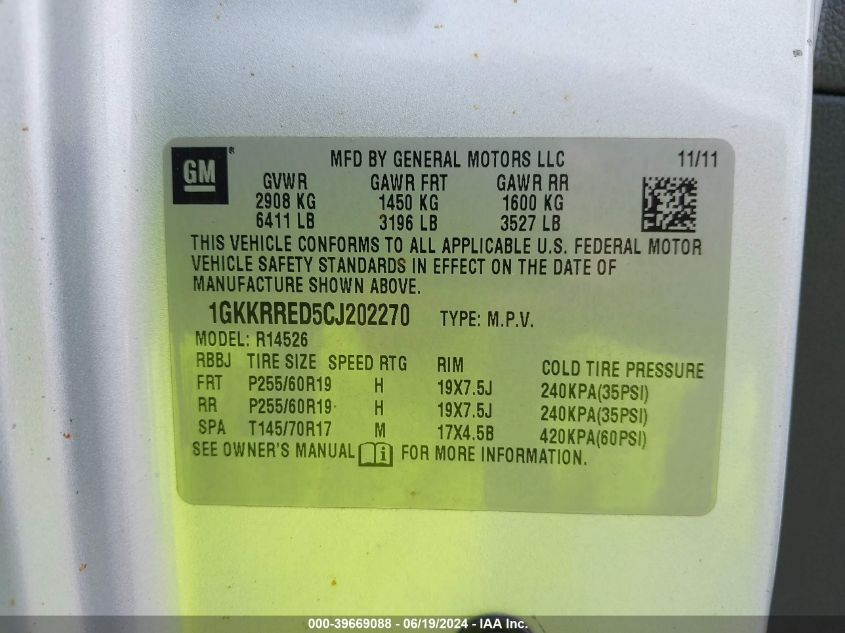 GM® MFD BY GENERAL MOTORS LLC 11/11
GVWR GAWR FRT GAWR RR
2908 KG 1450 KG 1600 KG
6411 LB 3196 LB 3527 LB
THIS VEHICLE CONFORMS TO ALL APPLICABLE U.S. FEDERAL MOTOR
VEHICLE SAFETY STANDARDS IN EFFECT ON THE DATE OF
MANUFACTURE SHOWN ABOVE.
1GKKRRED5CJ202270 TYPE: M.P.V.
MODEL: R14526
RBBJ TIRE SIZE SPEED RTG RIM COLD TIRE PRESSURE
FRT P255/60R19 H 19X7.5J 240KPA(35PSI)
RR P255/60R19 H 19X7.5J 240KPA(35PSI)
SPA T145/70R17 M 17X4.5B 420KPA(60PSI)
SEE OWNER'S MANUAL i FOR MORE INFORMATION.
000-39669088 - 06/19/2024 - IAA Inc.